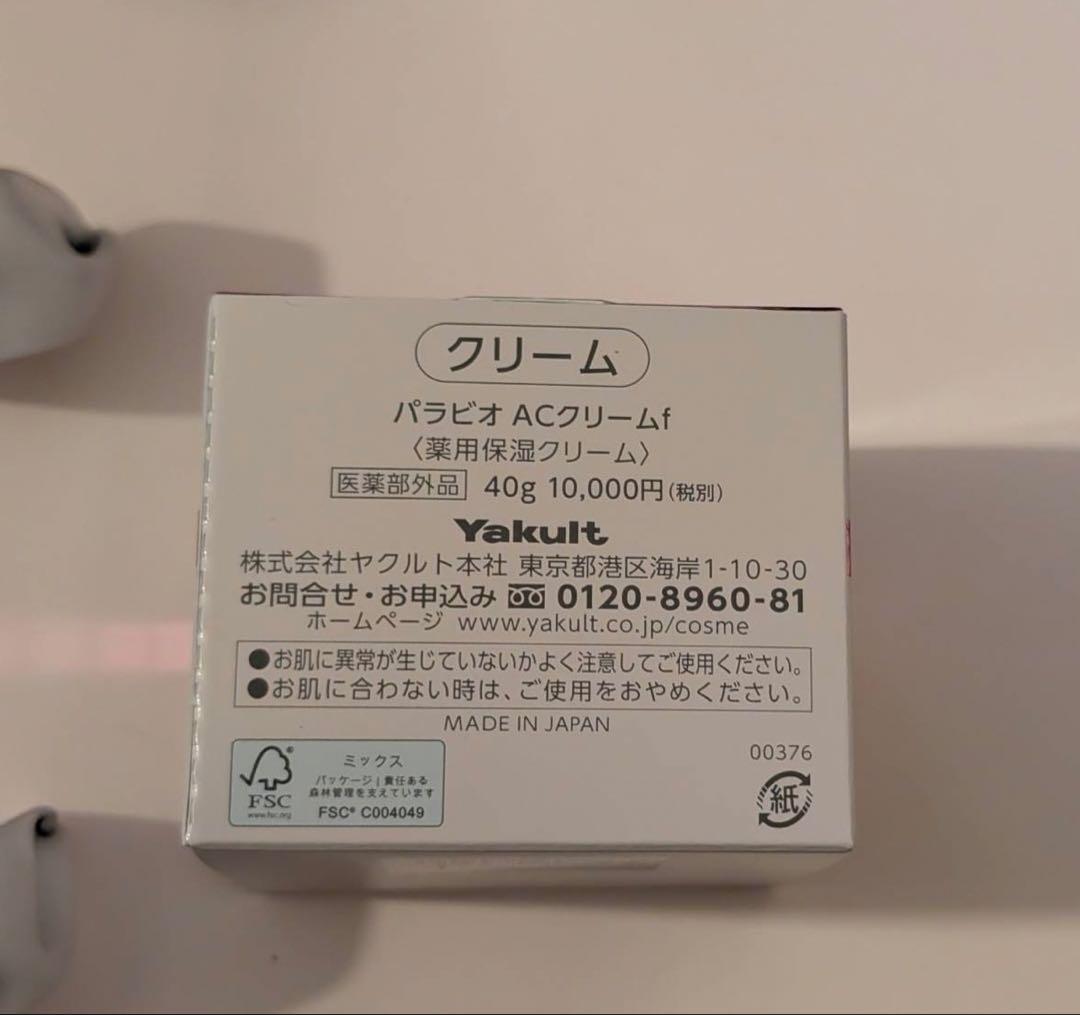 クリーム
パラビオ ACクリームf
〈薬用保湿クリーム〉
医薬部外品 40g 10,000円(税別)
Yakult
株式会社ヤクルト本社 東京都港区海岸1-10-30
お問合せ・お申込み 0120-8960-81
ホームページ www.yakult.co.jp/cosme
●お肌に異常が生じていないかよく注意してご使用ください。
●お肌に合わない時は、ご使用をおやめください。
MADE IN JAPAN
00376
紙
ミックス
パッケージ|責任ある
森林管理を支えています
FSC® C004049
FSC
www.fsc.org